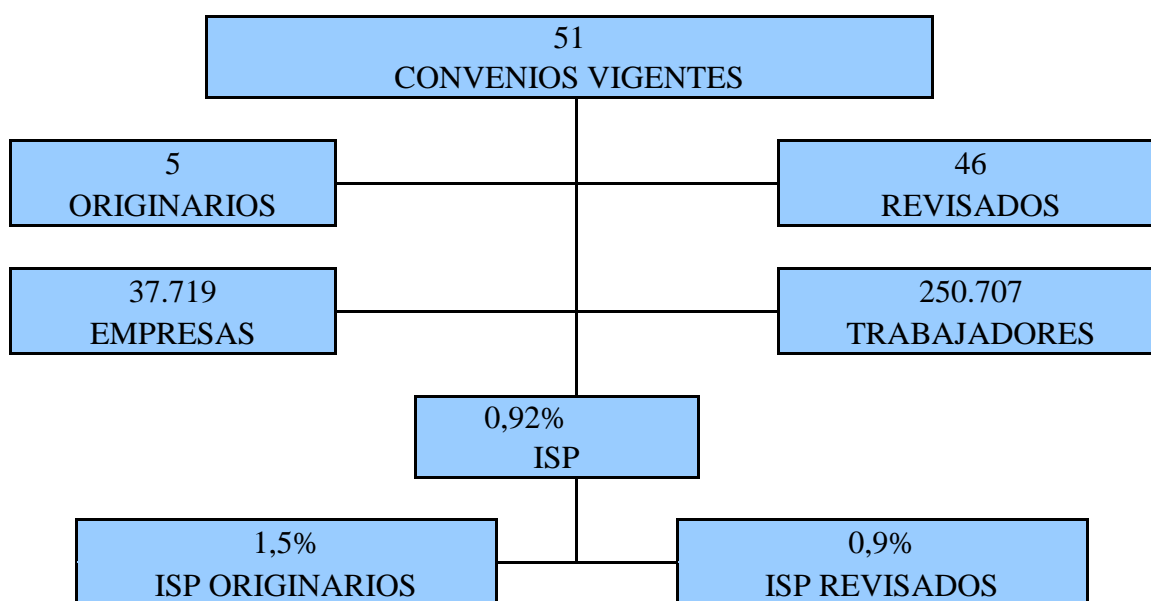 51
CONVENIOS VIGENTES
5
ORIGINARIOS
46
REVISADOS
37.719
EMPRESAS
250.707
TRABAJADORES
0,92%
ISP
1,5%
ISP ORIGINARIOS
0,9%
ISP REVISADOS